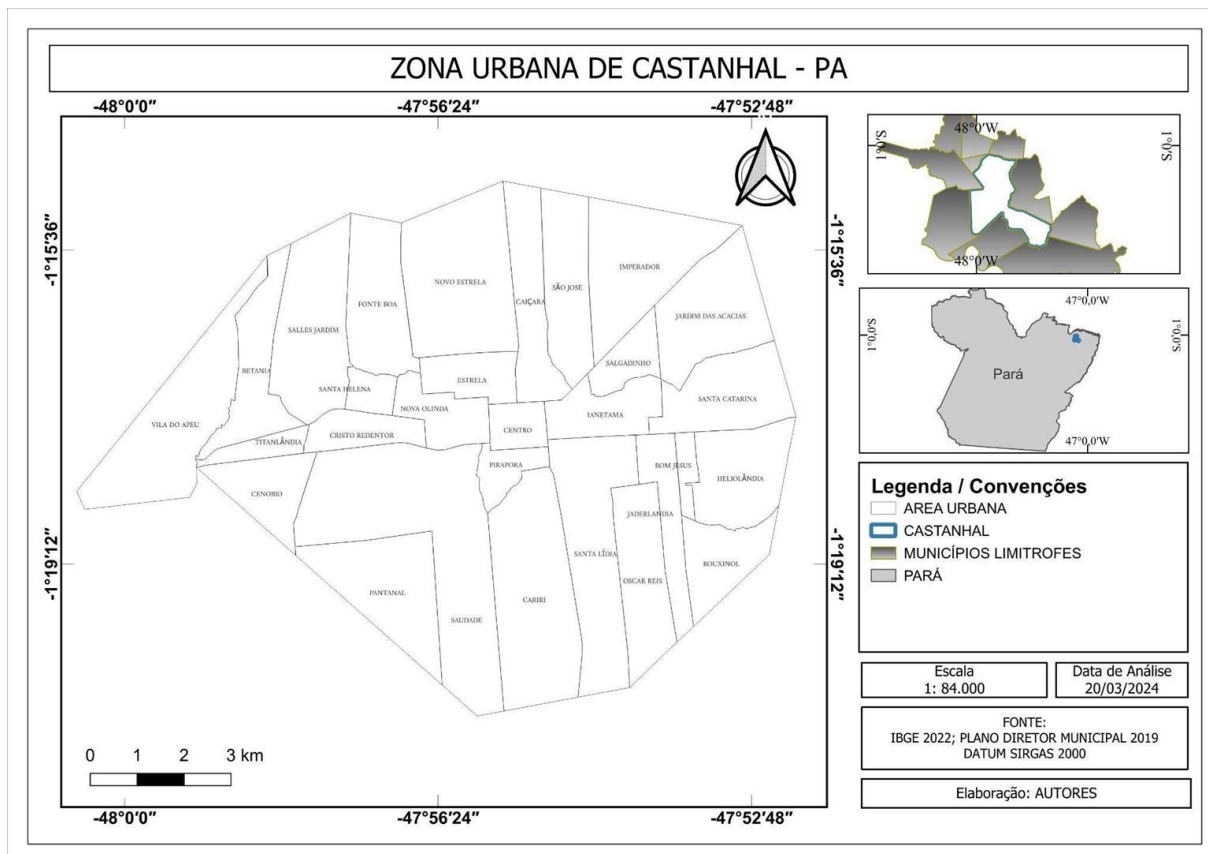 ZONA URBANA DE CASTANHAL - PA
-48°0'0"
-47°56'24"
-47°52'48"
-1°15'36"
-1°19'12"
-1°15'36"
-1°19'12"
IMPERADOR
NOVO ESTRELA
SÃO JOSE
CAIÇARA
FONTE BOA
JARDIM DAS ACACIAS
SALLES JARDIM
SALGADINHO
BETANIA
ESTRELA
SANTA HELENA
SANTA CATARINA
NOVA OLINDA
IANETAMA
VILA DO APEU
CENTRO
CRISTO REDENTOR
TITANLÂNDIA
PIRAPORA
BOM JESUS
HELIOLÂNDIA
CENOBIO
JADERLANDIA
SANTA LÍDIA
ROUXINOL
OSCAR REIS
PANTANAL
CARIRI
SAUDADE
0 1 2 3 km
-48°0'0"
-47°56'24"
-47°52'48"
48°0'W
1°0'S
1°0'S
48°0'W
47°0.0'W
1°0,0'S
1°0,0'S
Pará
47°0.0'W
Legenda / Convenções
AREA URBANA
CASTANHAL
MUNICÍPIOS LIMITROFES
PARÁ
Escala
1: 84.000
Data de Análise
20/03/2024
FONTE:
IBGE 2022; PLANO DIRETOR MUNICIPAL 2019
DATUM SIRGAS 2000
Elaboração: AUTORES